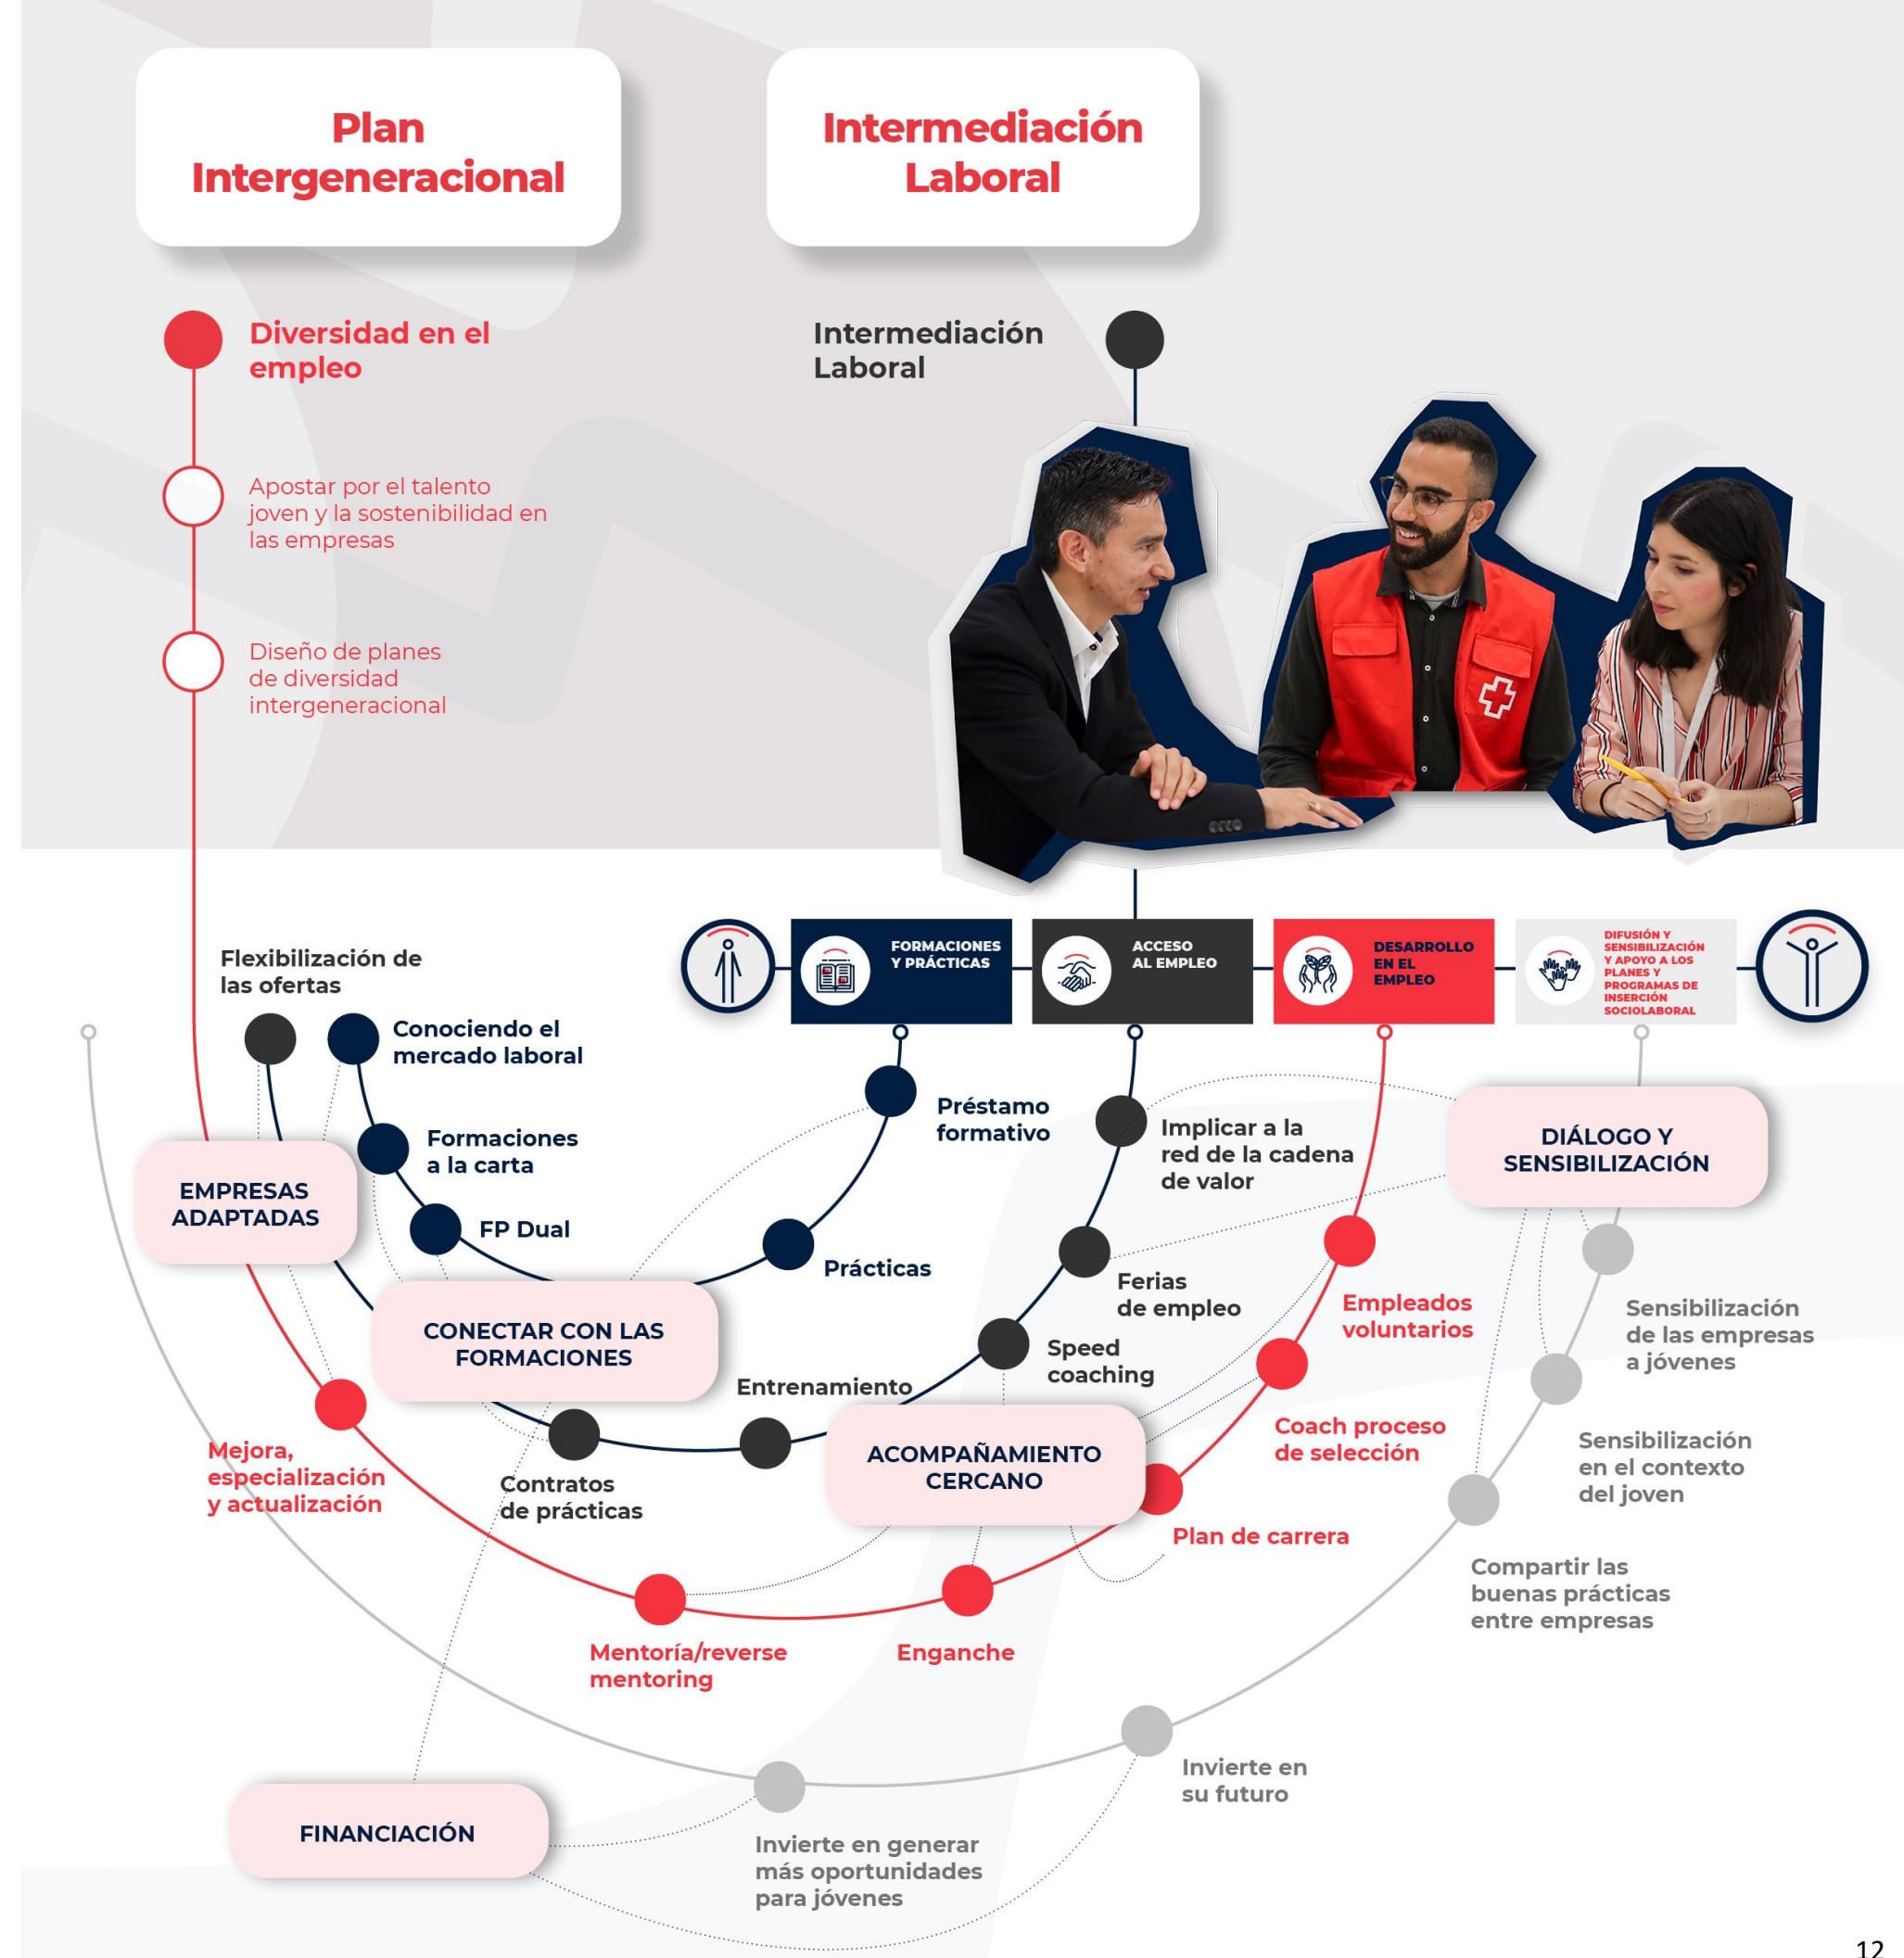 Plan
Intergeneracional
Intermediación
Laboral
Diversidad en el
empleo
Intermediación
Laboral
Apostar por el talento
joven y la sostenibilidad en
las empresas
Diseño de planes
de diversidad
intergeneracional
FORMACIONES
Y PRÁCTICAS
ACCESO
AL EMPLEO
DESARROLLO
EN EL
EMPLEO
DIFUSIÓN Y
SENSIBILIZACIÓN
Y APOYO A LOS
PLANES Y
PROGRAMAS DE
INSERCIÓN
SOCIOLABORAL
Flexibilización de
las ofertas
Conociendo el
mercado laboral
Formaciones
a la carta
FP Dual
Préstamo
formativo
Prácticas
Implicar a la
red de la cadena
de valor
DIÁLOGO Y
SENSIBILIZACIÓN
EMPRESAS
ADAPTADAS
Ferias
de empleo
Empleados
voluntarios
Sensibilización
de las empresas
a jóvenes
CONECTAR CON LAS
FORMACIONES
Speed
coaching
Entrenamiento
Coach proceso
de selección
Sensibilización
en el contexto
del joven
Mejora,
especialización
y actualización
Contratos
de prácticas
ACOMPAÑAMIENTO
CERCANO
Plan de carrera
Compartir las
buenas prácticas
entre empresas
Mentoría/reverse
mentoring
Enganche
Invierte en
su futuro
FINANCIACIÓN
Invierte en generar
más oportunidades
para jóvenes
12